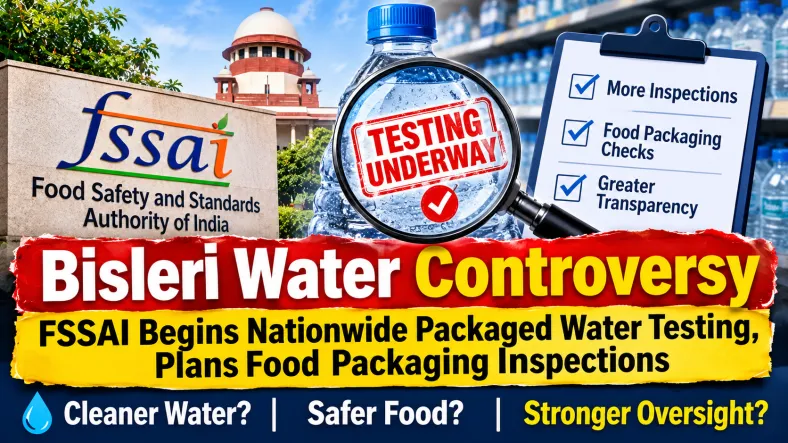 fssai
Food Safety and Standards
Authority of India
TESTING
UNDERWAY
More Inspections
Food Packaging
Checks
Greater
Transparency
Bisleri Water Controversy
FSSAI Begins Nationwide Packaged Water Testing,
Plans Food Packaging Inspections
Cleaner Water? | Safer Food? | Stronger Oversight?